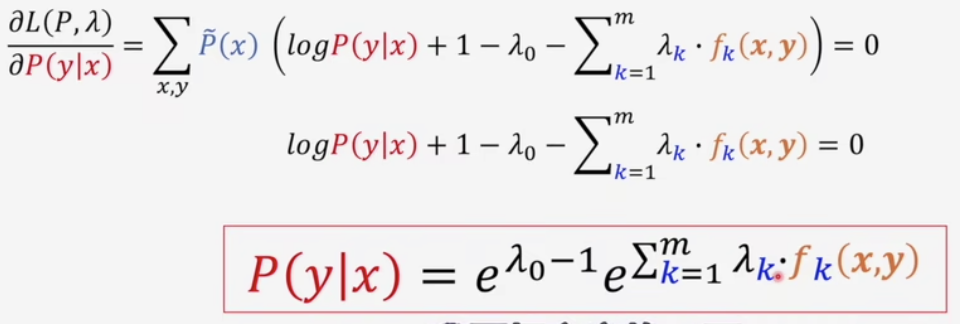 ∂L(P, λ)/∂P(y|x) = ∑_{x,y} P̃(x) (logP(y|x) + 1 − λ₀ − ∑_{k=1}^{m} λ_k · f_k(x, y)) = 0
logP(y|x) + 1 − λ₀ − ∑_{k=1}^{m} λ_k · f_k(x, y) = 0
P(y|x) = e^{λ₀−1} e^{∑_{k=1}^{m} λ_k·f_k(x,y)}